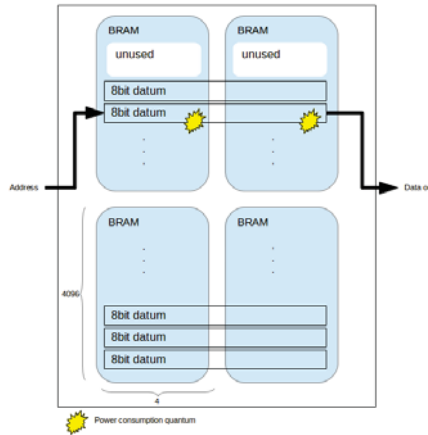 BRAM BRAM
unused unused
8bit datum
8bit datum
Address Data o
BRAM BRAM
4096
8bit datum
8bit datum
8bit datum
4
Power consumption quantum